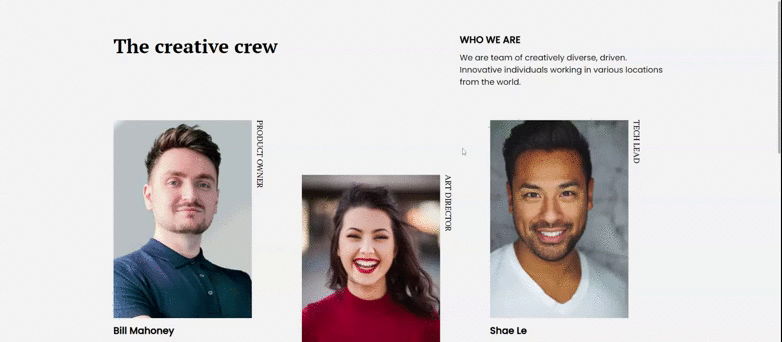 The creative crew
WHO WE ARE
We are team of creatively diverse, driven.
Innovative individuals working in various locations
from the world.
PRODUCT OWNER
ART DIRECTOR
TECH LEAD
Bill Mahoney
Shae Le